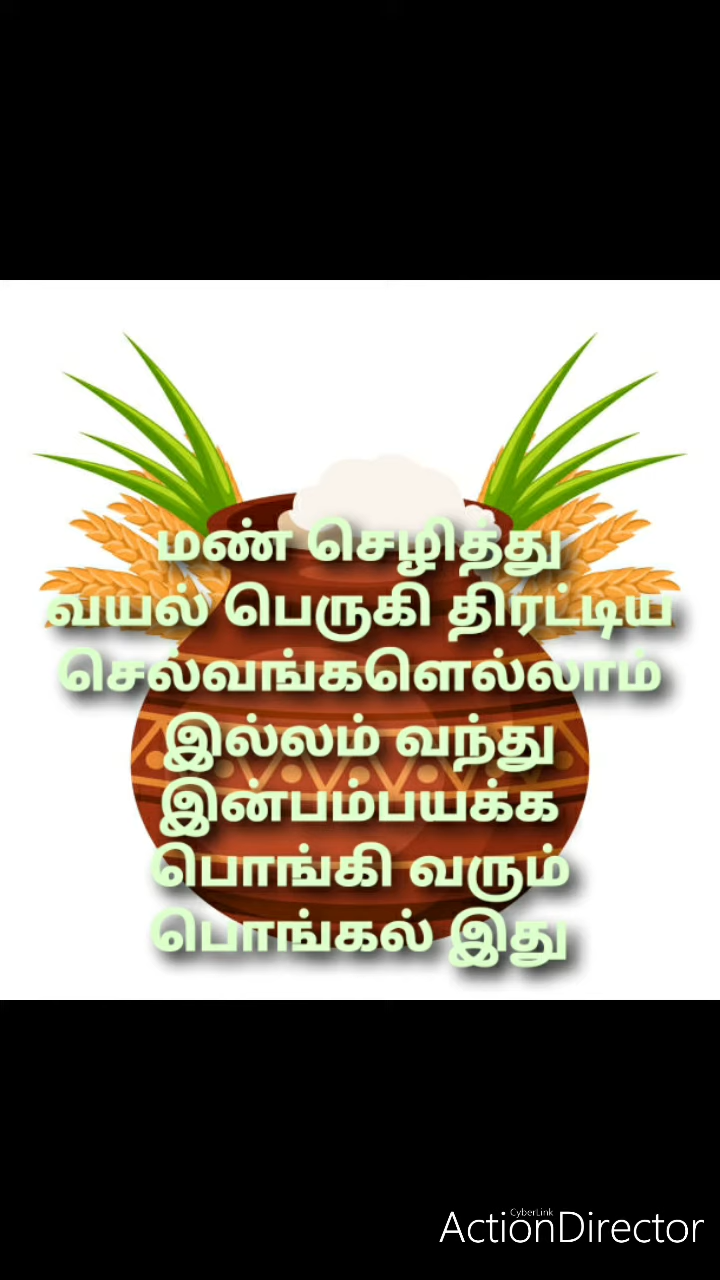 மண் செழித்து
வயல் பெருகி திரட்டிய
செல்வங்களெல்லாம்
இல்லம் வந்து
இன்பம்பயக்க
பொங்கி வரும்
பொங்கல் இது
CyberLink
ActionDirector